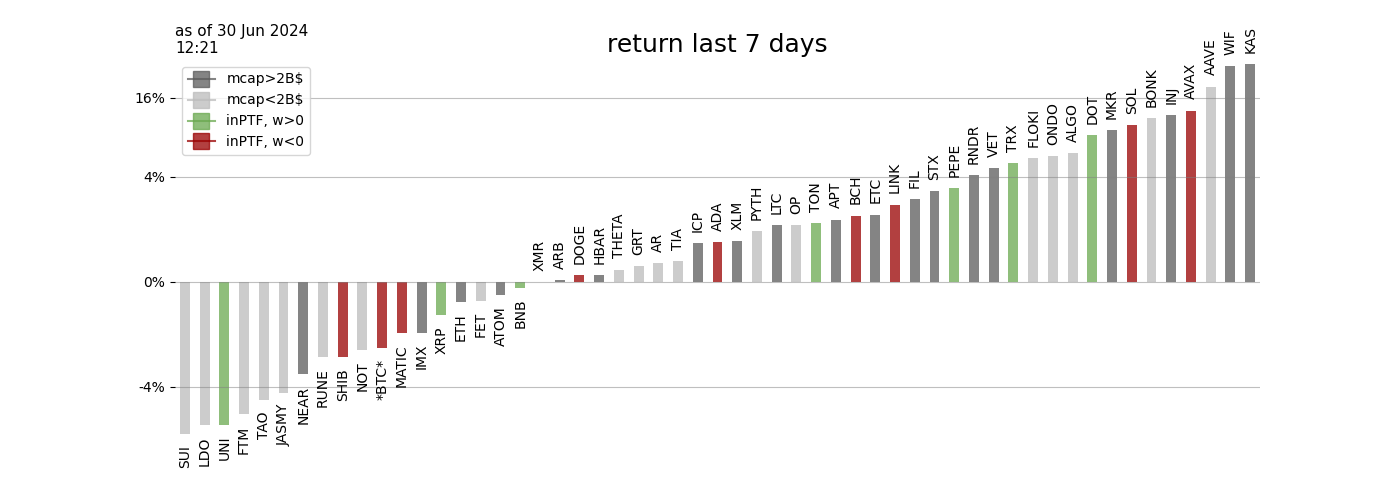 as of 30 Jun 2024
12:21
return last 7 days
mcap>2B$
mcap<2B$
inPTF, w>0
inPTF, w<0
16%
4%
0%
-4%
SUI
LDO
UNI
FTM
TAO
JASMY
NEAR
RUNE
SHIB
NOT
*BTC*
MATIC
IMX
XRP
ETH
FET
ATOM
BNB
XMR
ARB
DOGE
HBAR
THETA
GRT
AR
TIA
ICP
ADA
XLM
PYTH
LTC
OP
TON
APT
BCH
ETC
LINK
FIL
STX
PEPE
RNDR
VET
TRX
FLOKI
ONDO
ALGO
DOT
MKR
SOL
BONK
INJ
AVAX
AAVE
WIF
KAS